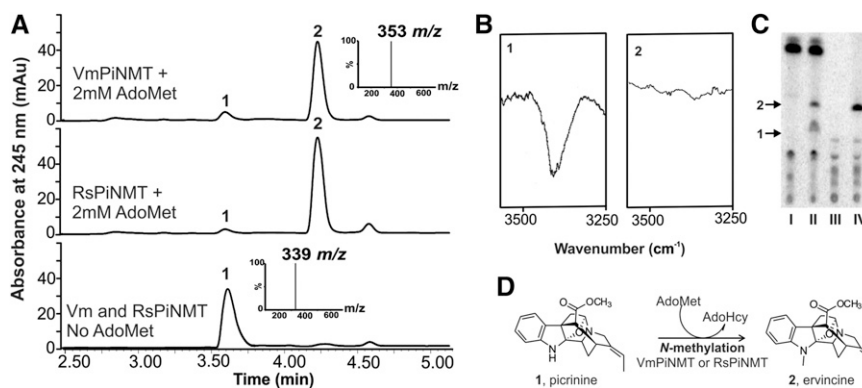 A
Absorbance at 245 nm (mAu)
40
20
0
VmPiNMT +
2mM AdoMet
1
2
353 m/z
100
%
0
200 400 600
m/z
40
20
0
RsPiNMT +
2mM AdoMet
1
2
40
20
0
Vm and RsPiNMT
No AdoMet
1
339 m/z
100
%
0
200 400 600
m/z
2.50 3.00 3.50 4.00 4.50 5.00
Time (min)
B
1
2
3500 3250
3500 3250
Wavenumber (cm-1)
C
2
1
I II III IV
D
O OCH3
O
N
N
H
1, picrinine
AdoMet
AdoHcy
N-methylation
VmPiNMT or RsPiNMT
O OCH3
O
N
N
2, ervincine